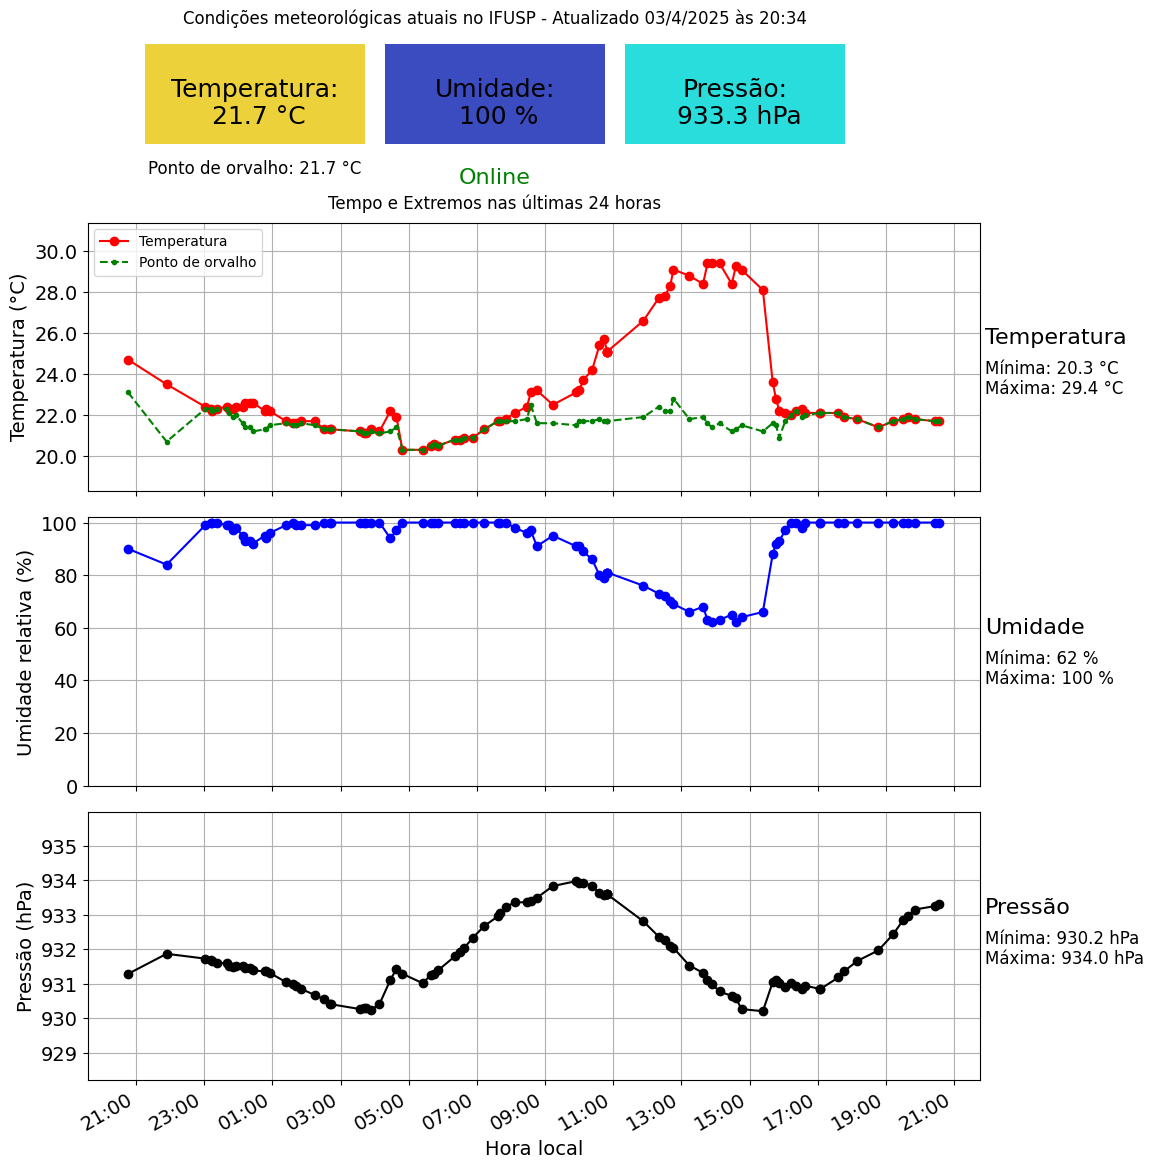 Condições meteorológicas atuais no IFUSP - Atualizado 03/4/2025 às 20:34
Temperatura:
21.7 °C
Umidade:
100 %
Pressão:
933.3 hPa
Ponto de orvalho: 21.7 °C
Online
Tempo e Extremos nas últimas 24 horas
Temperatura
Ponto de orvalho
Temperatura (°C)
30.0
28.0
26.0
24.0
22.0
20.0
Temperatura
Mínima: 20.3 °C
Máxima: 29.4 °C
Umidade relativa (%)
100
80
60
40
20
0
Umidade
Mínima: 62 %
Máxima: 100 %
Pressão (hPa)
935
934
933
932
931
930
929
Pressão
Mínima: 930.2 hPa
Máxima: 934.0 hPa
21:00
23:00
01:00
03:00
05:00
07:00
09:00
11:00
13:00
15:00
17:00
19:00
21:00
Hora local